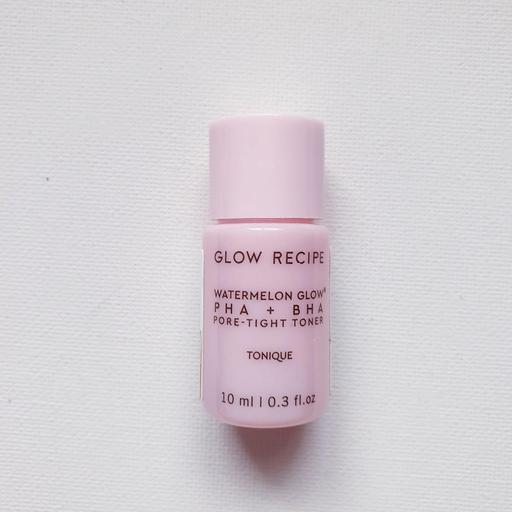 GLOW RECIPE
WATERMELON GLOW®
PHA + BHA
PORE-TIGHT TONER
TONIQUE
10 ml | 0.3 fl.oz